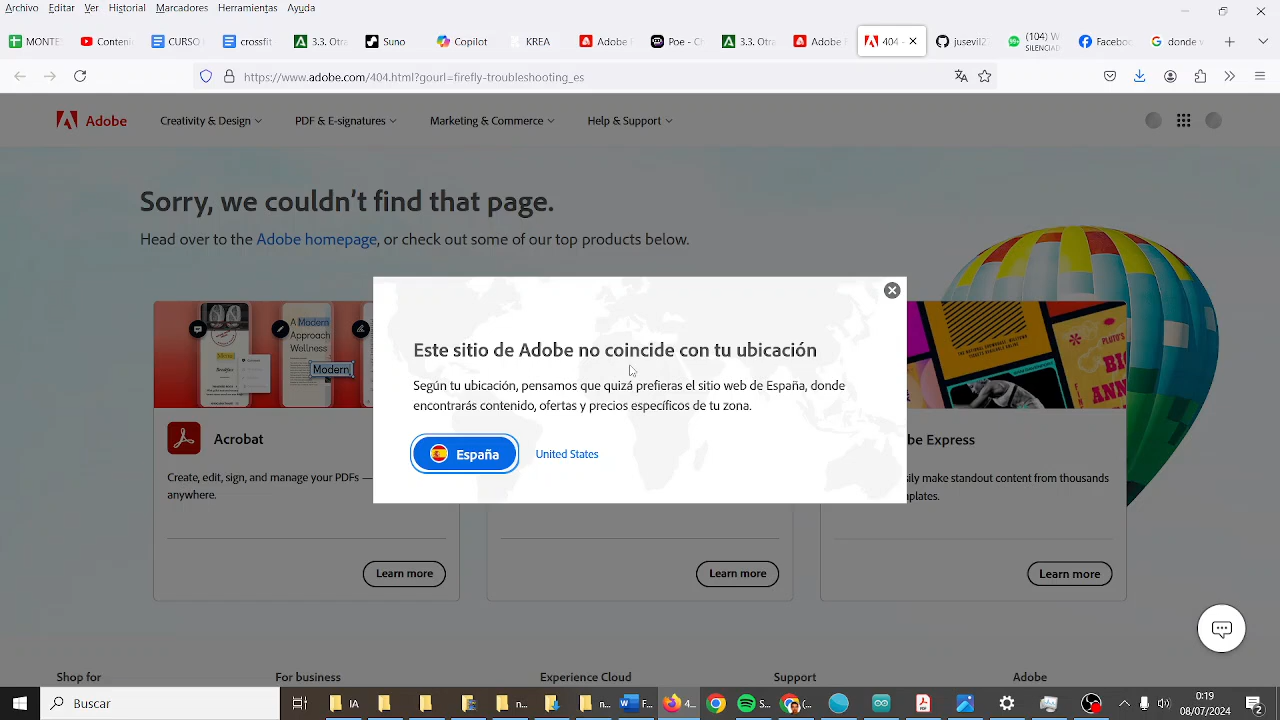 Archivo Editar Ver Historial Marcadores Herramientas Ayuda
MONTE Conteni CURSO crossfit 3.3. Otra Suno Copilot KREA Adobe Poe - Ch 3.3. Otra Adobe 404 - jusevil2 (104) W SILENCIAD Facebo donde v
https://www.adobe.com/404.html?gourl=firefly-troubleshooting_es
Adobe Creativity & Design PDF & E-signatures Marketing & Commerce Help & Support
Sorry, we couldn't find that page.
Head over to the Adobe homepage, or check out some of our top products below.
A Modern
Approach
Wellness
Modern
Este sitio de Adobe no coincide con tu ubicación
Según tu ubicación, pensamos que quizá prefieras el sitio web de España, donde
encontrarás contenido, ofertas y precios específicos de tu zona.
España United States
Acrobat
Create, edit, sign, and manage your PDFs —
anywhere.
be Express
sily make standout content from thousands
nplates.
Learn more Learn more Learn more
Shop for For business Experience Cloud Support Adobe
Buscar
0:19
08/07/2024